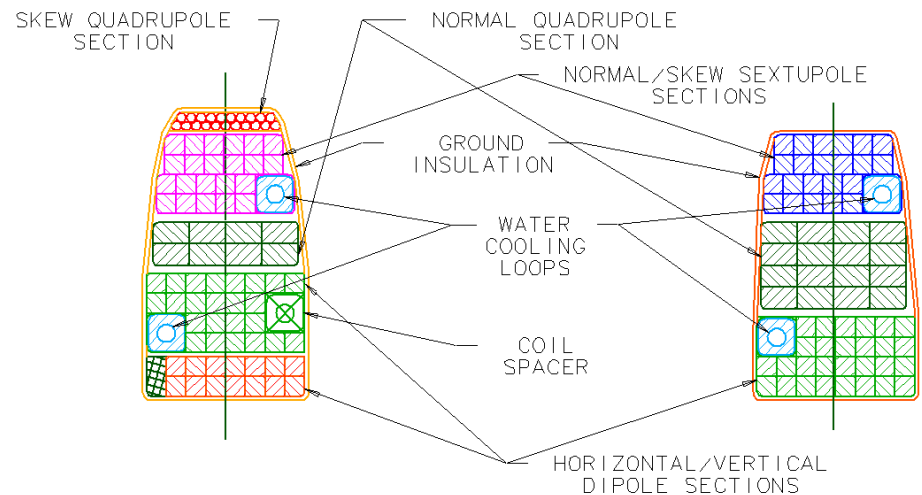 SKEW QUADRUPOLE
SECTION
NORMAL QUADRUPOLE
SECTION
NORMAL/SKEW SEXTUPOLE
SECTIONS
GROUND
INSULATION
WATER
COOLING
LOOPS
COIL
SPACER
HORIZONTAL/VERTICAL
DIPOLE SECTIONS